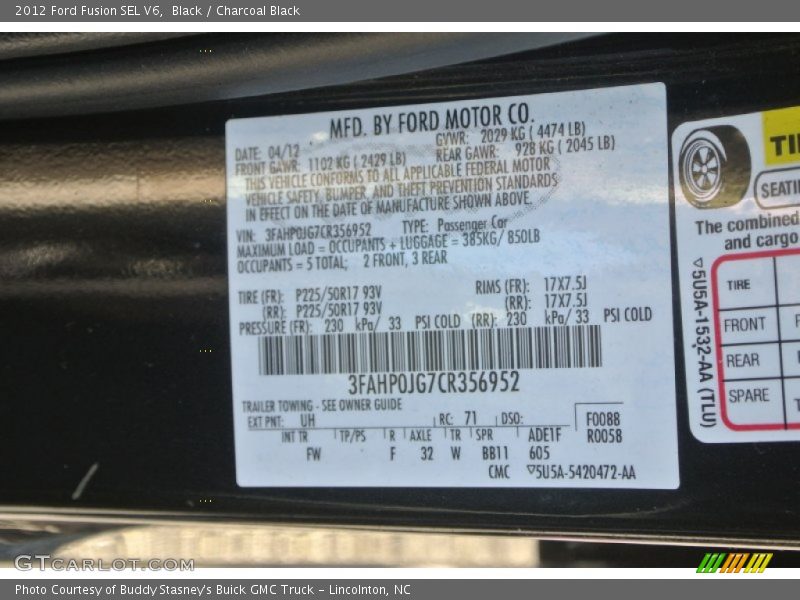 2012 Ford Fusion SEL V6,  Black / Charcoal Black
MFD. BY FORD MOTOR CO.
DATE: 04/12
GVWR: 2029 KG ( 4474 LB)
FRONT GAWR: 1102 KG ( 2429 LB)
REAR GAWR: 928 KG ( 2045 LB)
THIS VEHICLE CONFORMS TO ALL APPLICABLE FEDERAL MOTOR
VEHICLE SAFETY, BUMPER, AND THEFT PREVENTION STANDARDS
IN EFFECT ON THE DATE OF MANUFACTURE SHOWN ABOVE.
VIN: 3FAHP0JG7CR356952 TYPE: Passenger Car
MAXIMUM LOAD = OCCUPANTS + LUGGAGE = 385KG/ 850LB
OCCUPANTS = 5 TOTAL; 2 FRONT, 3 REAR
TIRE (FR): P225/50R17 93V RIMS (FR): 17X7.5J
(RR): P225/50R17 93V (RR): 17X7.5J
PRESSURE (FR): 230 kPa/ 33 PSI COLD (RR): 230 kPa/ 33 PSI COLD
3FAHP0JG7CR356952
TRAILER TOWING - SEE OWNER GUIDE
EXT PNT: UH RC: 71 DSO: F0088
R0058
INT TR TP/PS R AXLE TR SPR ADE1F
FW F 32 W BB11 605
CMC ▽5U5A-5420472-AA
The combined
and cargo
TIRE
FRONT
REAR
SPARE
▽5U5A-1532-AA (TLU)
GTCARLOT.COM
Photo Courtesy of Buddy Stasney's Buick GMC Truck - Lincolnton, NC